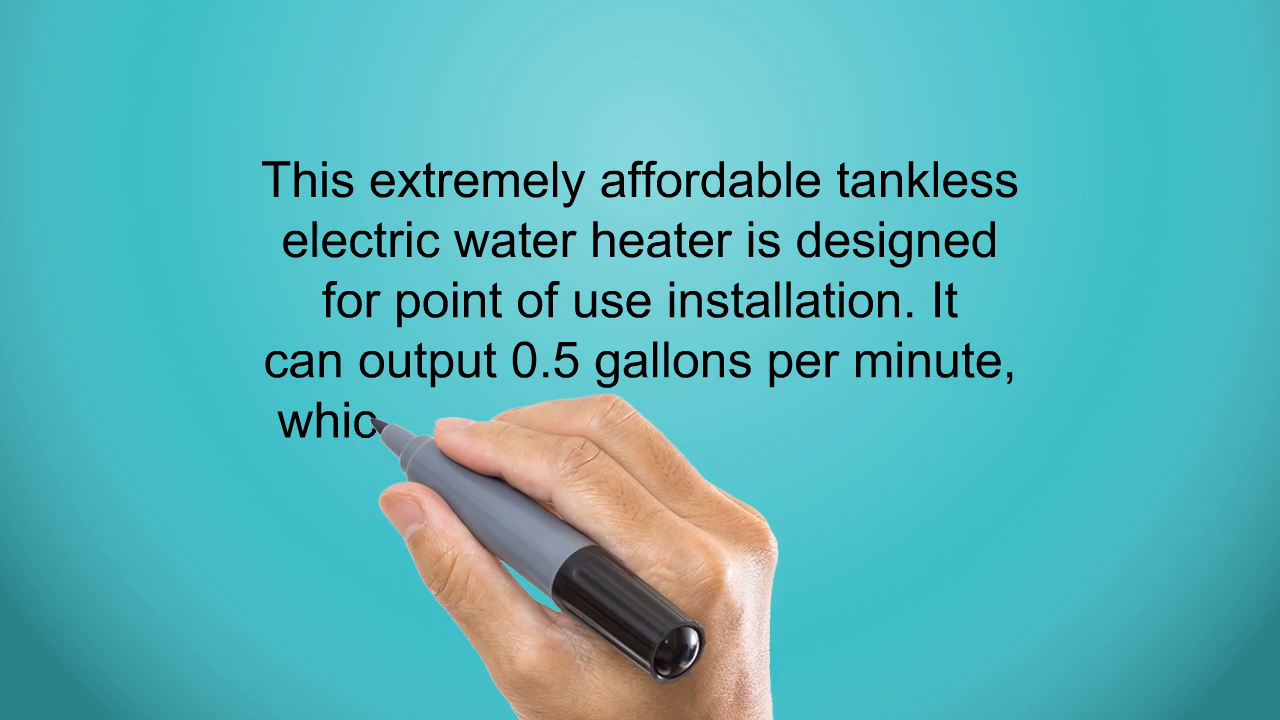 This extremely affordable tankless
electric water heater is designed
for point of use installation. It
can output 0.5 gallons per minute,
whic